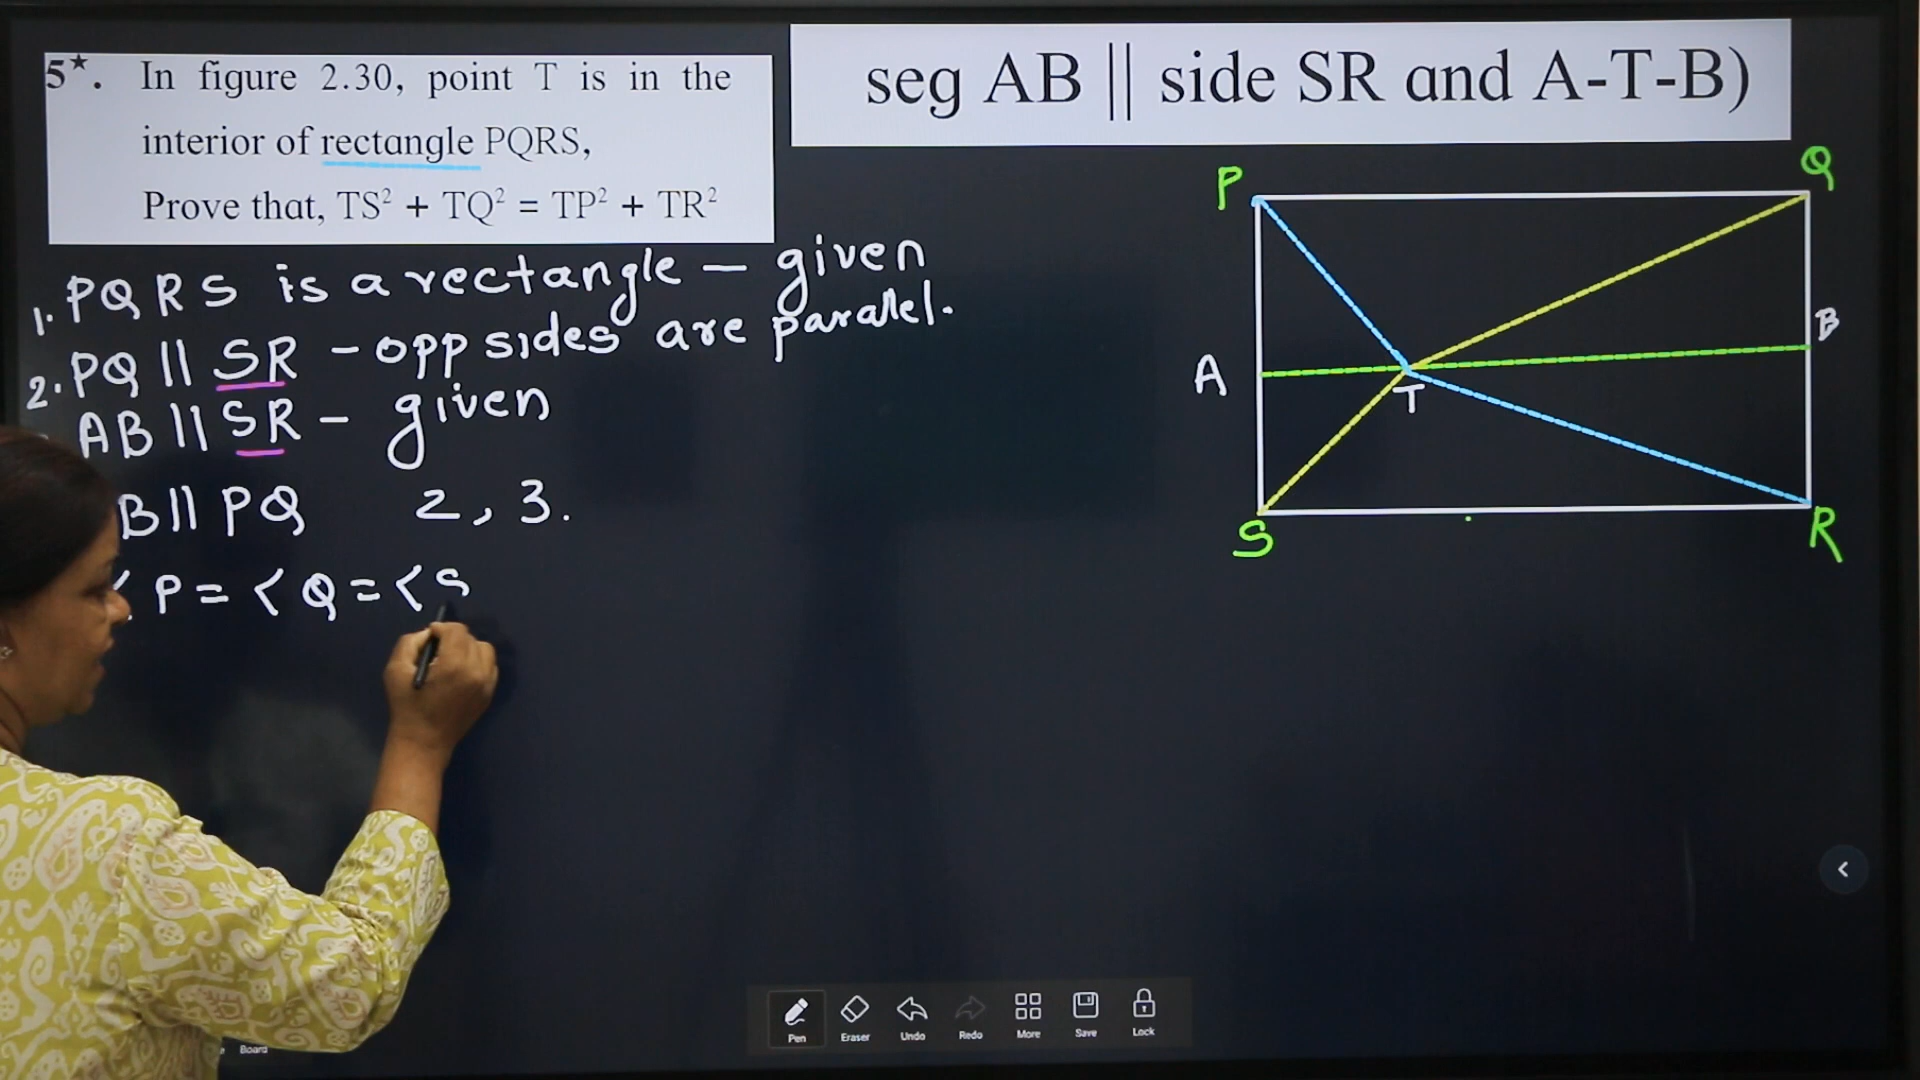 5★. In figure 2.30, point T is in the
interior of rectangle PQRS,
Prove that, TS² + TQ² = TP² + TR²
seg AB || side SR and A-T-B)
1. PQRS is a rectangle - given
2. PQ || SR - opp sides are parallel.
AB || SR - given
B || PQ 2, 3.
P = < Q = < S
P
Q
A
B
T
S
R
Pen
Eraser
Undo
Redo
More
Save
Lock
Board